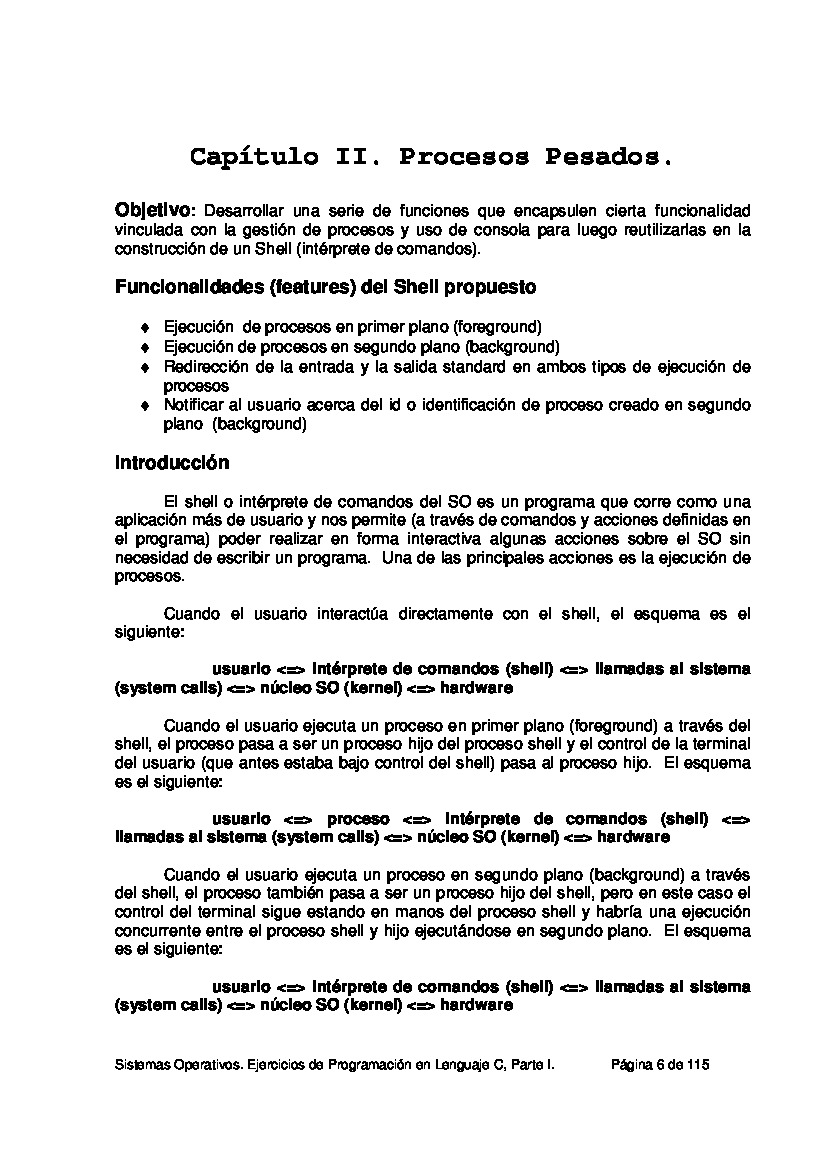 Capítulo II. Procesos Pesados.
Objetivo: Desarrollar una serie de funciones que encapsulen cierta funcionalidad
vinculada con la gestión de procesos y uso de consola para luego reutilizarlas en la
construcción de un Shell (intérprete de comandos).
Funcionalidades (features) del Shell propuesto
♦ Ejecución de procesos en primer plano (foreground)
♦ Ejecución de procesos en segundo plano (background)
♦ Redirección de la entrada y la salida standard en ambos tipos de ejecución de
procesos
♦ Notificar al usuario acerca del id o identificación de proceso creado en segundo
plano (background)
Introducción
El shell o intérprete de comandos del SO es un programa que corre como una
aplicación más de usuario y nos permite (a través de comandos y acciones definidas en
el programa) poder realizar en forma interactiva algunas acciones sobre el SO sin
necesidad de escribir un programa. Una de las principales acciones es la ejecución de
procesos.
Cuando el usuario interactúa directamente con el shell, el esquema es el
siguiente:
usuario <=> intérprete de comandos (shell) <=> llamadas al sistema
(system calls) <=> núcleo SO (kernel) <=> hardware
Cuando el usuario ejecuta un proceso en primer plano (foreground) a través del
shell, el proceso pasa a ser un proceso hijo del proceso shell y el control de la terminal
del usuario (que antes estaba bajo control del shell) pasa al proceso hijo. El esquema
es el siguiente:
usuario <=> proceso <=> intérprete de comandos (shell) <=>
llamadas al sistema (system calls) <=> núcleo SO (kernel) <=> hardware
Cuando el usuario ejecuta un proceso en segundo plano (background) a través
del shell, el proceso también pasa a ser un proceso hijo del shell, pero en este caso el
control del terminal sigue estando en manos del proceso shell y habría una ejecución
concurrente entre el proceso shell y hijo ejecutándose en segundo plano. El esquema
es el siguiente:
usuario <=> intérprete de comandos (shell) <=> llamadas al sistema
(system calls) <=> núcleo SO (kernel) <=> hardware
Sistemas Operativos. Ejercicios de Programación en Lenguaje C, Parte I. Página 6 de 115